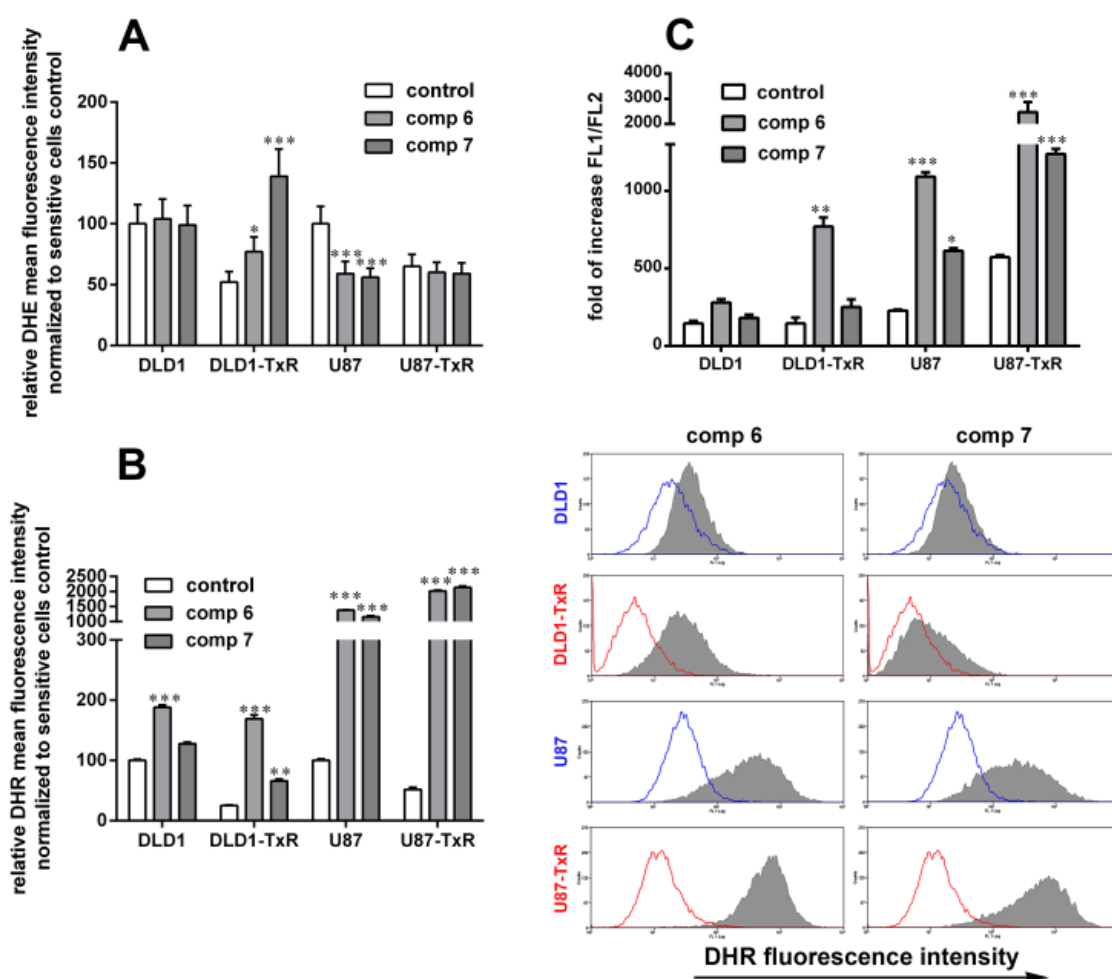 A
relative DHE mean fluorescence intensity
normalized to sensitive cells control
control
comp 6
comp 7
200
150
100
50
0
*
***
***
***
DLD1
DLD1-TxR
U87
U87-TxR
B
relative DHR mean fluorescence intensity
normalized to sensitive cells control
control
comp 6
comp 7
2500
2000
1500
1000
300
200
100
0
***
***
**
***
***
***
***
DLD1
DLD1-TxR
U87
U87-TxR
C
fold of increase FL1/FL2
control
comp 6
comp 7
4000
3000
2000
1000
500
0
**
***
*
***
***
DLD1
DLD1-TxR
U87
U87-TxR
comp 6
comp 7
DLD1
DLD1-TxR
U87
U87-TxR
DHR fluorescence intensity